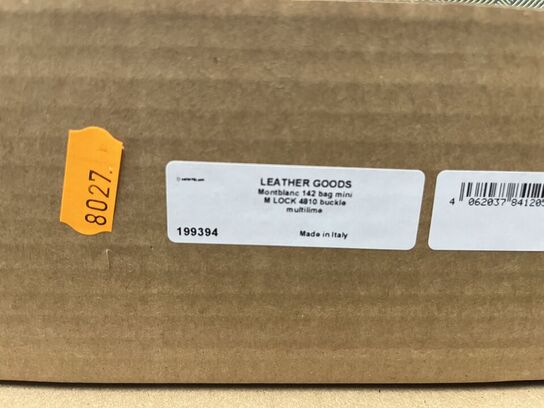 8027.
LEATHER GOODS
Montblanc 142 bag mini
M LOCK 4810 buckle
multilime
199394
Made in Italy
4 062037 84120